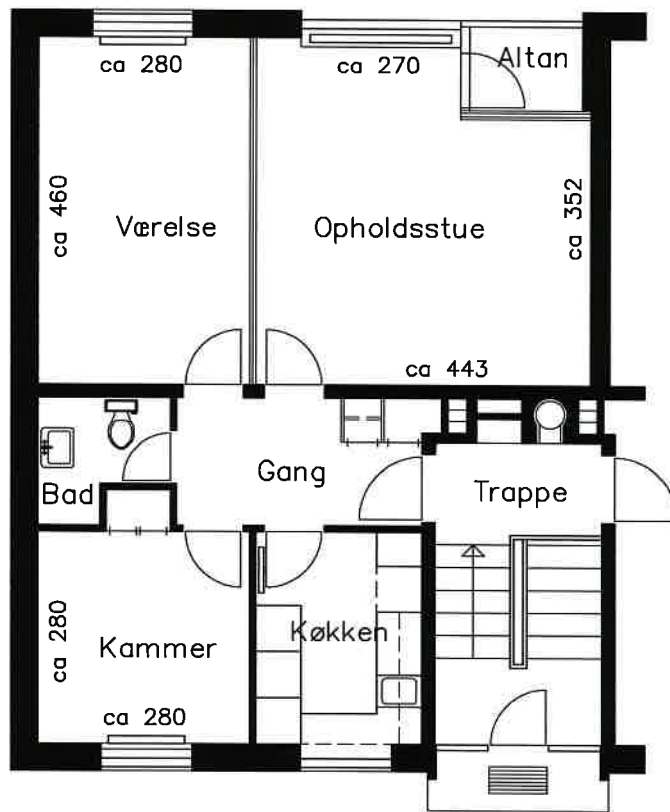 ca 280
ca 270
Altan
ca 460
Værelse
Opholdsstue
ca 352
ca 443
Bad
Gang
Trappe
ca 280
Kammer
Køkken
ca 280